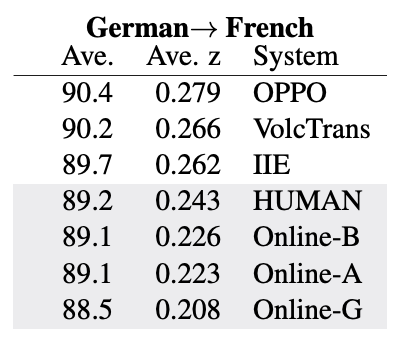 German→ French
Ave. Ave. z System
90.4 0.279 OPPO
90.2 0.266 VolcTrans
89.7 0.262 IIE
89.2 0.243 HUMAN
89.1 0.226 Online-B
89.1 0.223 Online-A
88.5 0.208 Online-G